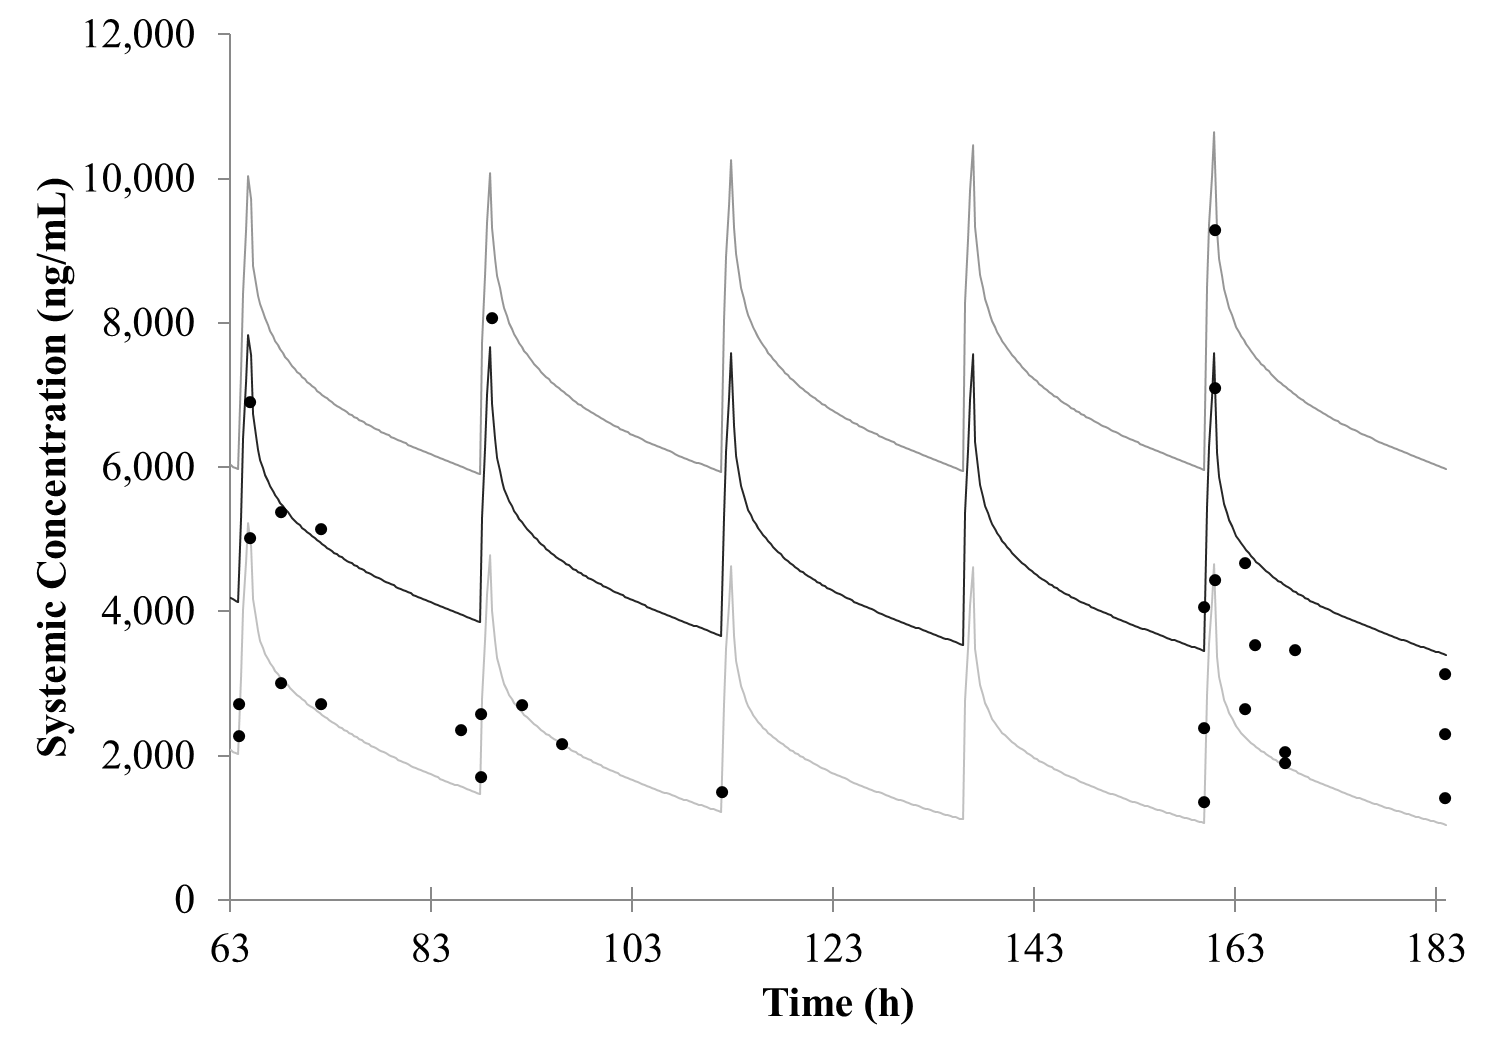 12,000
10,000
8,000
6,000
4,000
2,000
0
Systemic Concentration (ng/mL)
63 83 103 123 143 163 183
Time (h)